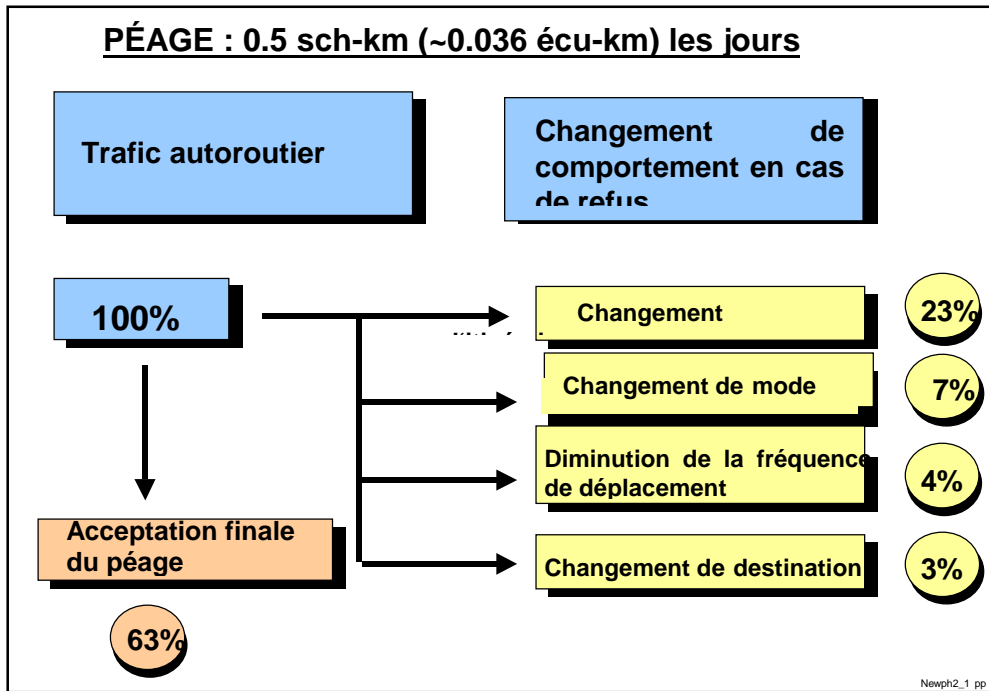 PÉAGE : 0.5 sch-km (~0.036 écu-km) les jours
Trafic autoroutier
Changement de
comportement en cas
de refus
100%
Changement
23%
Changement de mode
7%
Diminution de la fréquence
de déplacement
4%
Acceptation finale
du péage
Changement de destination
3%
63%
Newph2_1 pp